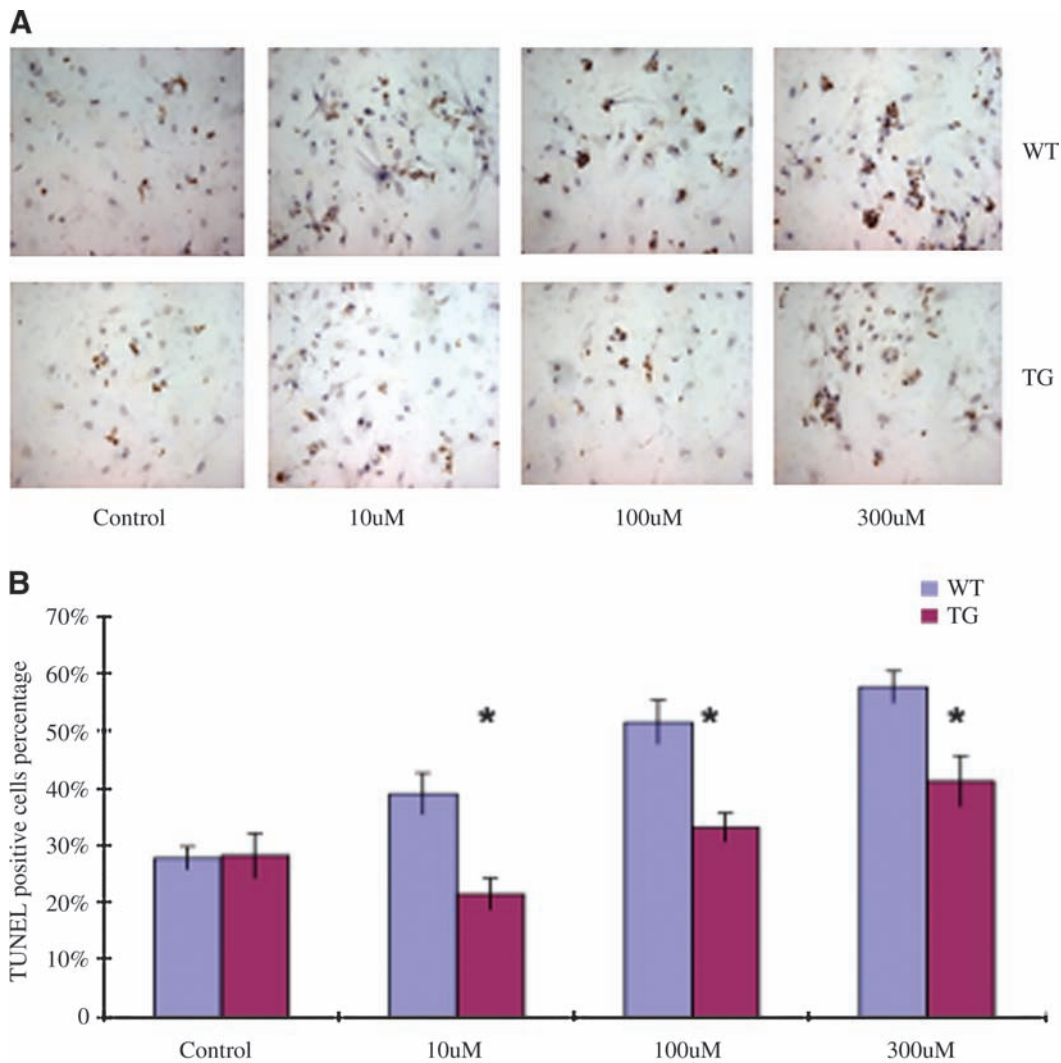 A
WT
TG
Control 10uM 100uM 300uM
B
WT
TG
TUNEL positive cells percentage
70%
60%
50%
40%
30%
20%
10%
0
* * *
Control 10uM 100uM 300uM